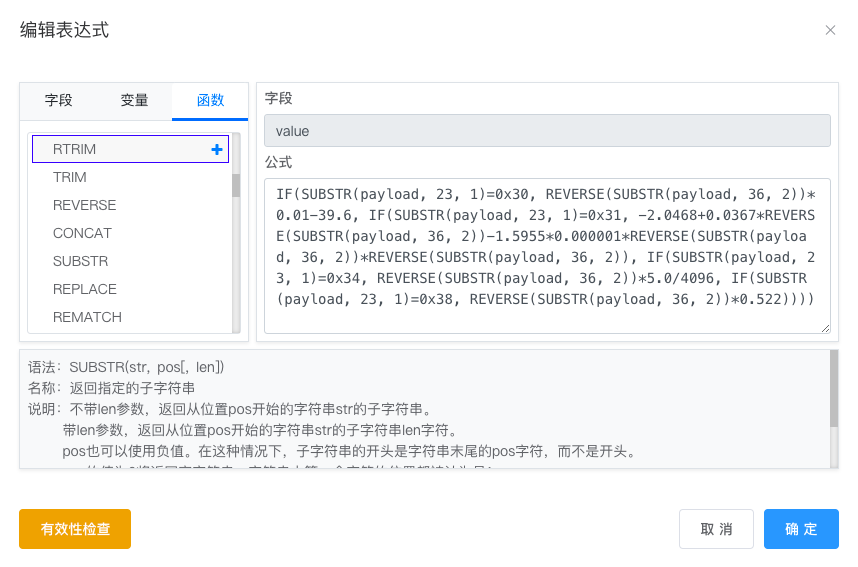 编辑表达式
字段 变量 函数
RTRIM
TRIM
REVERSE
CONCAT
SUBSTR
REPLACE
REMATCH
字段
value
公式
IF(SUBSTR(payload, 23, 1)=0x30, REVERSE(SUBSTR(payload, 36, 2))*
0.01-39.6, IF(SUBSTR(payload, 23, 1)=0x31, -2.0468+0.0367*REVERS
E(SUBSTR(payload, 36, 2))-1.5955*0.000001*REVERSE(SUBSTR(payloa
d, 36, 2))*REVERSE(SUBSTR(payload, 36, 2)), IF(SUBSTR(payload, 2
3, 1)=0x34, REVERSE(SUBSTR(payload, 36, 2))*5.0/4096, IF(SUBSTR
(payload, 23, 1)=0x38, REVERSE(SUBSTR(payload, 36, 2))*0.522))))
语法：SUBSTR(str, pos[, len])
名称：返回指定的子字符串
说明：不带len参数，返回从位置pos开始的字符串str的子字符串。
带len参数，返回从位置pos开始的字符串str的子字符串len字符。
pos也可以使用负值。在这种情况下，子字符串的开头是字符串末尾的pos字符，而不是开头。
有效性检查
取 消
确 定